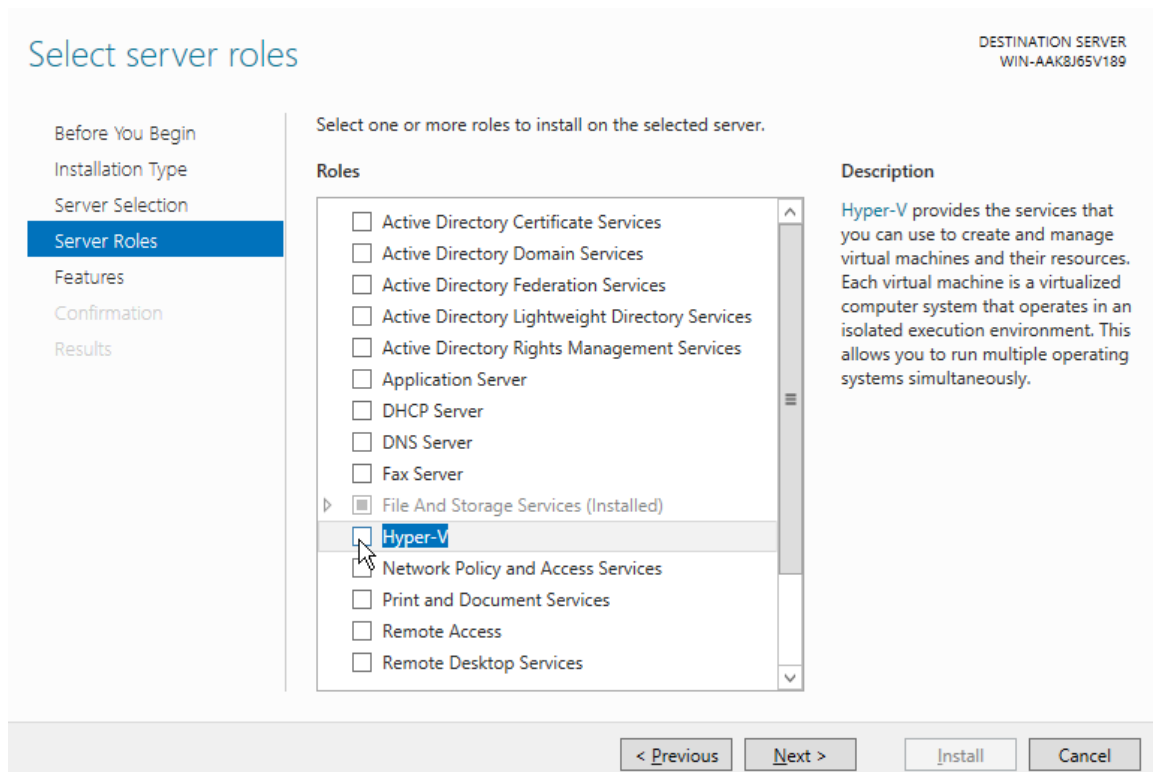 Select server roles
DESTINATION SERVER
WIN-AAK8J65V189
Before You Begin
Installation Type
Server Selection
Server Roles
Features
Confirmation
Results
Select one or more roles to install on the selected server.
Roles
Active Directory Certificate Services
Active Directory Domain Services
Active Directory Federation Services
Active Directory Lightweight Directory Services
Active Directory Rights Management Services
Application Server
DHCP Server
DNS Server
Fax Server
File And Storage Services (Installed)
Hyper-V
Network Policy and Access Services
Print and Document Services
Remote Access
Remote Desktop Services
Description
Hyper-V provides the services that
you can use to create and manage
virtual machines and their resources.
Each virtual machine is a virtualized
computer system that operates in an
isolated execution environment. This
allows you to run multiple operating
systems simultaneously.
< Previous
Next >
Install
Cancel